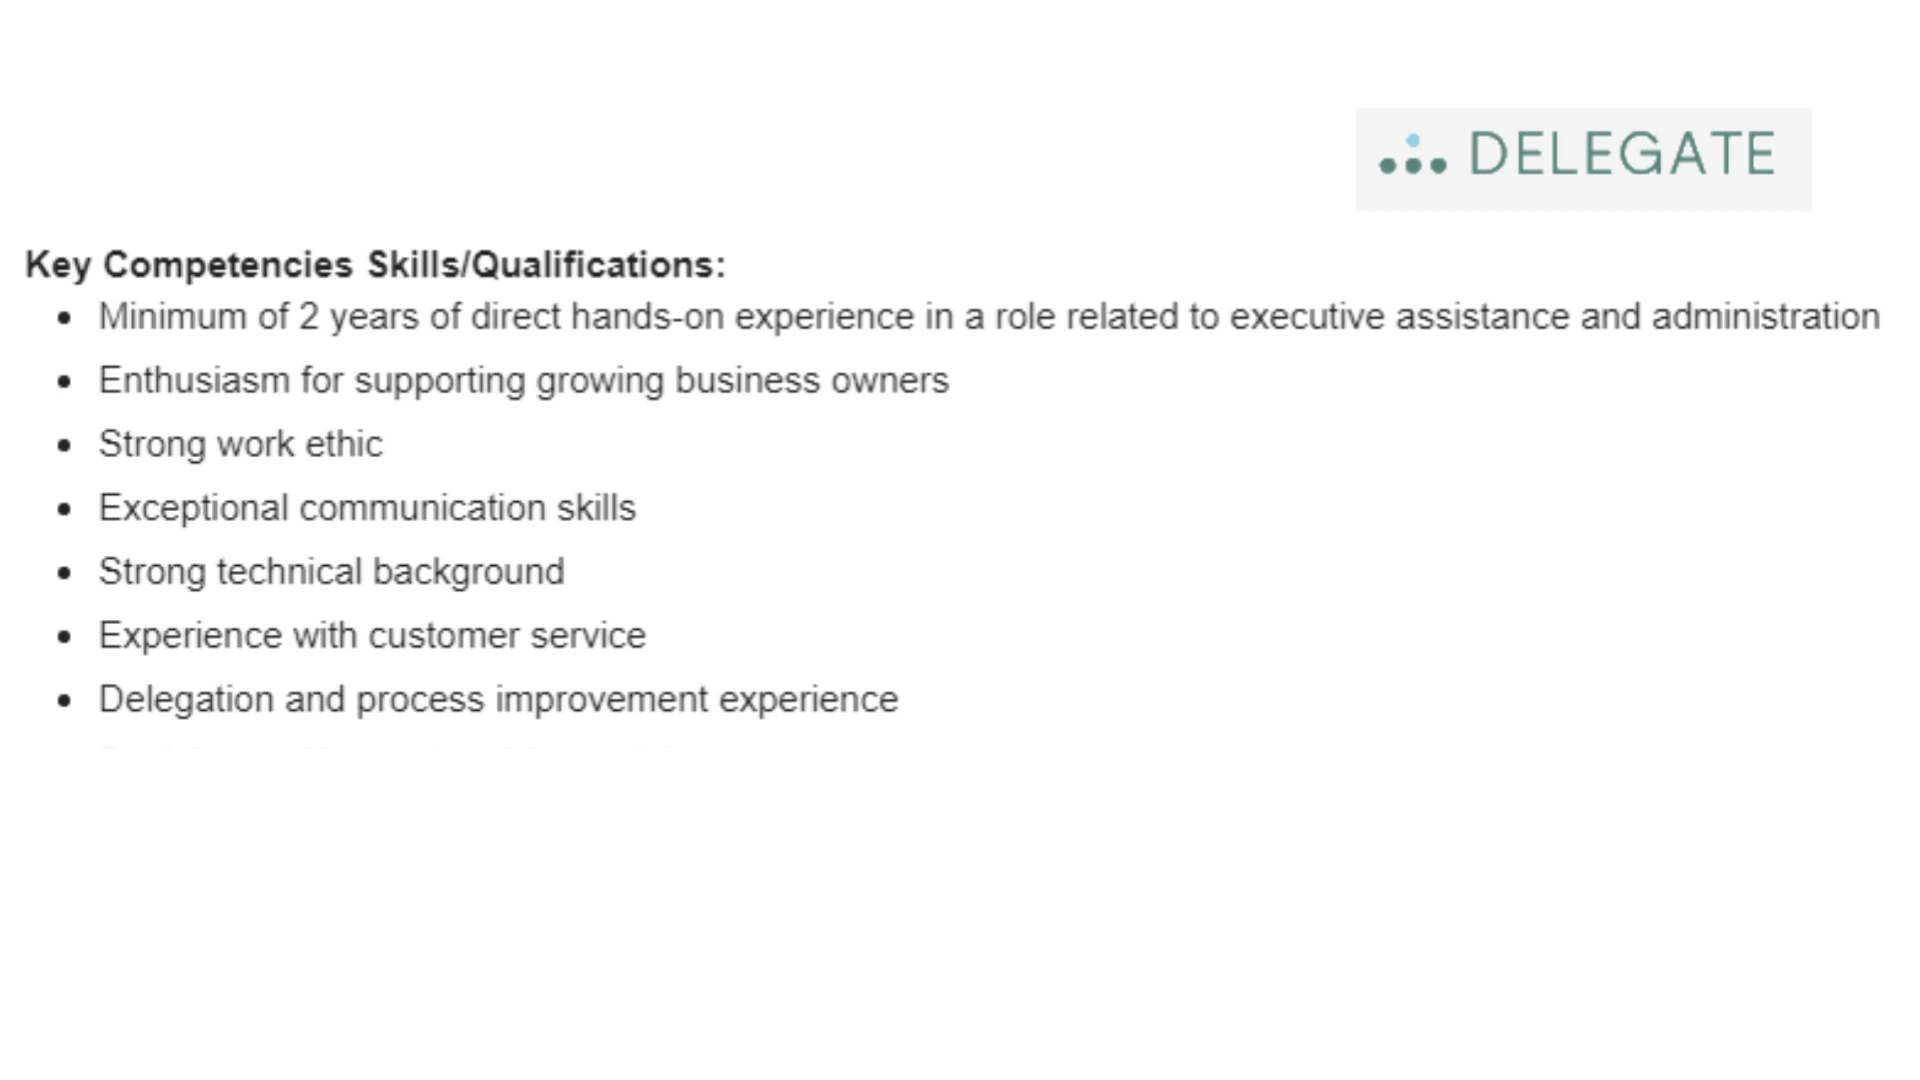 DELEGATE
Key Competencies Skills/Qualifications:
• Minimum of 2 years of direct hands-on experience in a role related to executive assistance and administration
• Enthusiasm for supporting growing business owners
• Strong work ethic
• Exceptional communication skills
• Strong technical background
• Experience with customer service
• Delegation and process improvement experience